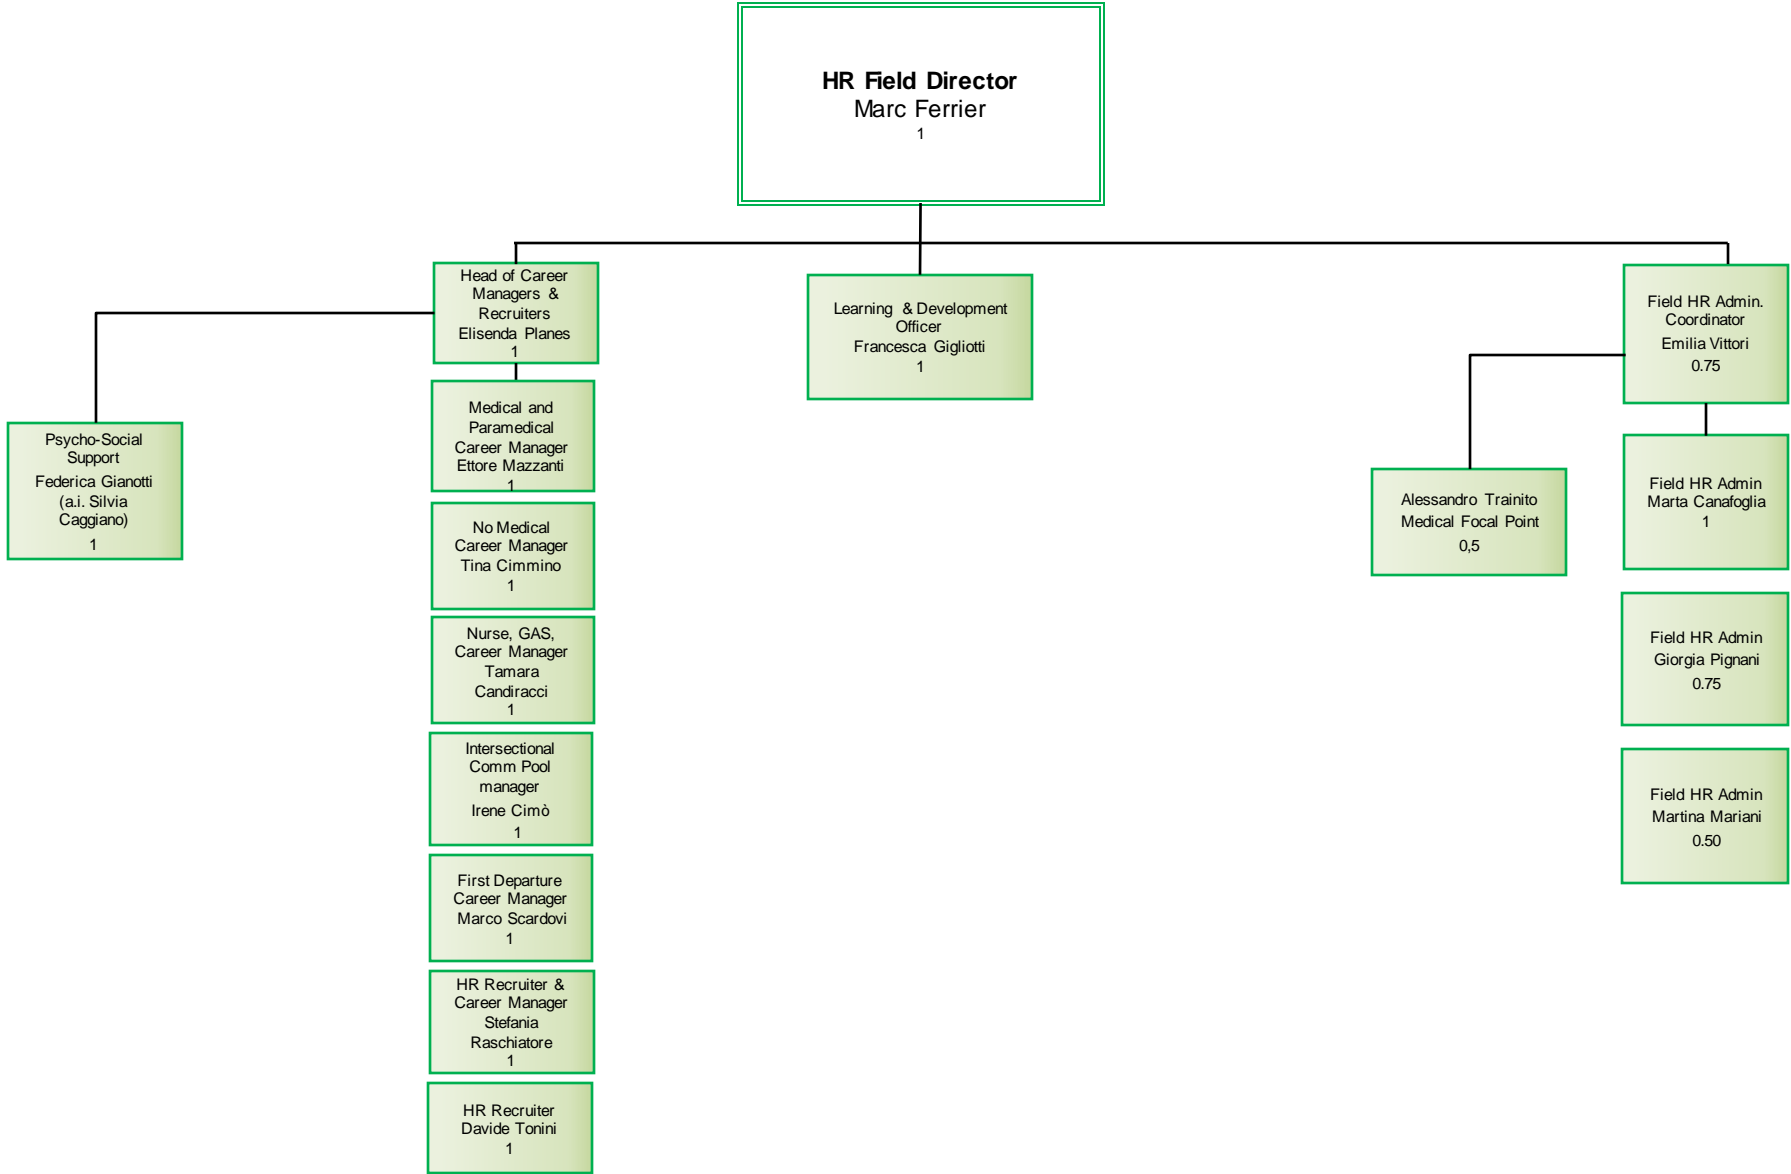 HR Field Director
Marc Ferrier
1
Head of Career
Managers &
Recruiters
Elisenda Planes
1
Learning & Development
Officer
Francesca Gigliotti
1
Field HR Admin.
Coordinator
Emilia Vittori
0.75
Psycho-Social
Support
Federica Gianotti
(a.i. Silvia
Caggiano)
1
Medical and
Paramedical
Career Manager
Ettore Mazzanti
1
No Medical
Career Manager
Tina Cimmino
1
Nurse, GAS,
Career Manager
Tamara
Candiracci
1
Intersectional
Comm Pool
manager
Irene Cimò
1
First Departure
Career Manager
Marco Scardovi
1
HR Recruiter &
Career Manager
Stefania
Raschiatore
1
HR Recruiter
Davide Tonini
1
Alessandro Trainito
Medical Focal Point
0,5
Field HR Admin
Marta Canafoglia
1
Field HR Admin
Giorgia Pignani
0.75
Field HR Admin
Martina Mariani
0.50